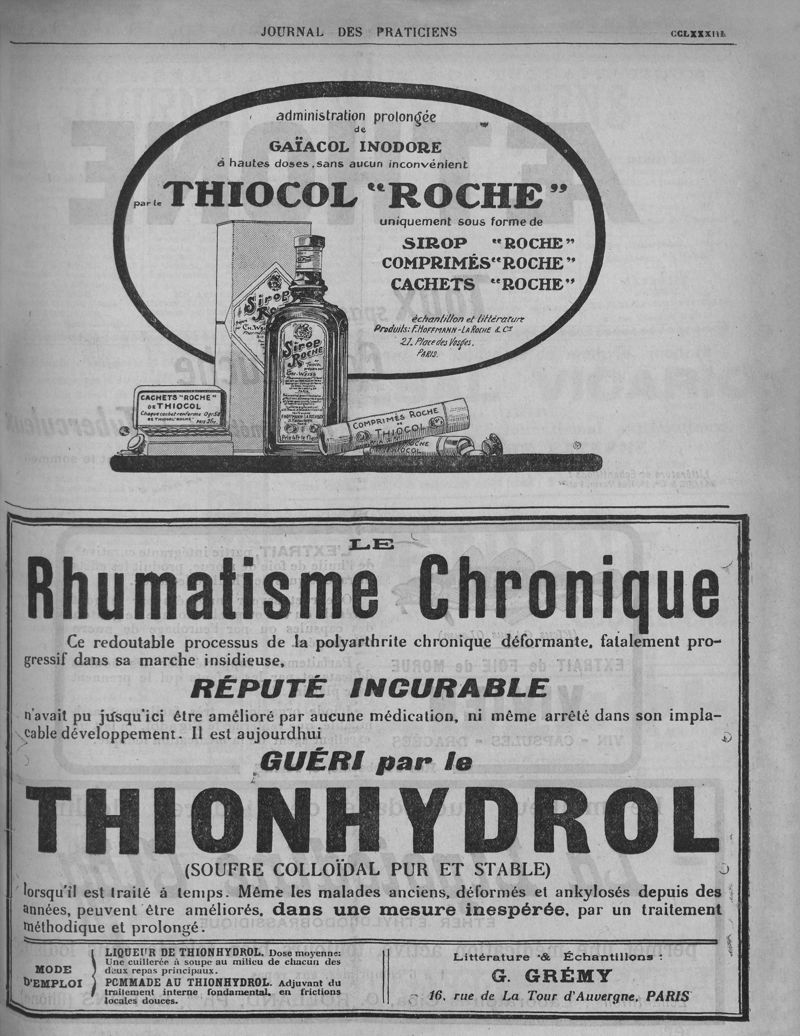 JOURNAL DES PRATICIENS
administration prolongée
de
GAÏACOL INODORE
à hautes doses, sans aucun inconvénient
par le THIOCOL "ROCHE"
uniquement sous forme de
SIROP "ROCHE"
COMPRIMÉS "ROCHE"
CACHETS "ROCHE"
échantillon et littérature
Produits: F. HOFFMANN-LA ROCHE & Cie
21, Place des Vosges.
PARIS.
Sirop
Roche
Sirop
ROCHE
CACHETS "ROCHE"
DE THIOCOL
COMPRIMÉS ROCHE
"THIOCOL"
ROCHE
THIOCOL
LE
Rhumatisme Chronique
Ce redoutable processus de la polyarthrite chronique déformante, fatalement pro-
gressif dans sa marche insidieuse,
RÉPUTÉ INCURABLE
n'avait pu jusqu'ici être amélioré par aucune médication, ni même arrêté dans son impla-
cable développement. Il est aujourdhui
GUÉRI par le
THIONHYDROL
(SOUFRE COLLOÏDAL PUR ET STABLE)
lorsqu'il est traité à temps. Même les malades anciens, déformés et ankylosés depuis des
années, peuvent être améliorés, dans une mesure inespérée, par un traitement
méthodique et prolongé.
MODE
D'EMPLOI
LIQUEUR DE THIONHYDROL. Dose moyenne:
Une cuillerée à soupe au milieu de chacun des
deux repas principaux.
POMMADE AU THIONHYDROL. Adjuvant du
traitement interne fondamental, en frictions
locales douces.
Littérature & Échantillons :
G. GRÉMY
16, rue de La Tour d'Auvergne, PARIS